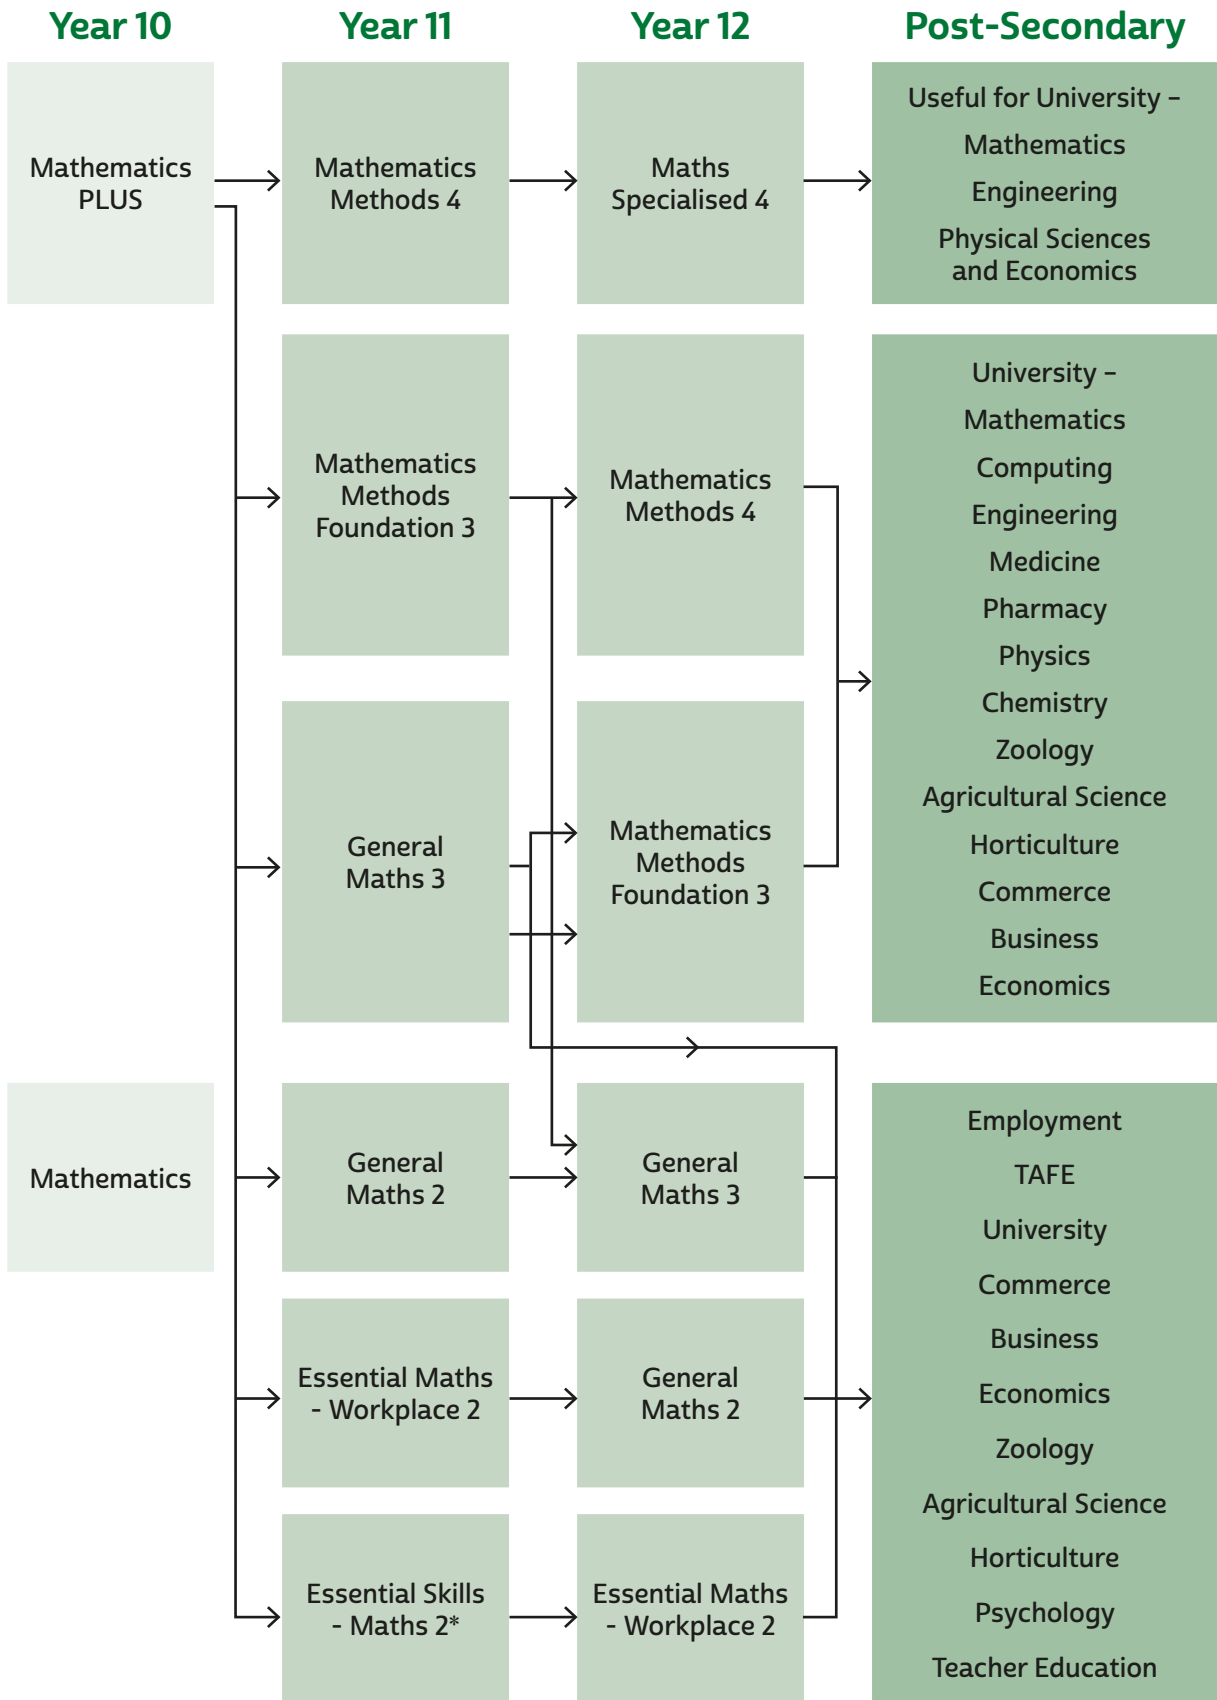 Year 10
Year 11
Year 12
Post-Secondary
Mathematics
PLUS
Mathematics
Methods 4
Maths
Specialised 4
Useful for University –
Mathematics
Engineering
Physical Sciences
and Economics
Mathematics
Methods
Foundation 3
Mathematics
Methods 4
University –
Mathematics
Computing
Engineering
Medicine
Pharmacy
Physics
Chemistry
Zoology
Agricultural Science
Horticulture
Commerce
Business
Economics
General
Maths 3
Mathematics
Methods
Foundation 3
Mathematics
General
Maths 2
General
Maths 3
Employment
TAFE
University
Commerce
Business
Economics
Zoology
Agricultural Science
Horticulture
Psychology
Teacher Education
Essential Maths
- Workplace 2
General
Maths 2
Essential Skills
- Maths 2*
Essential Maths
- Workplace 2